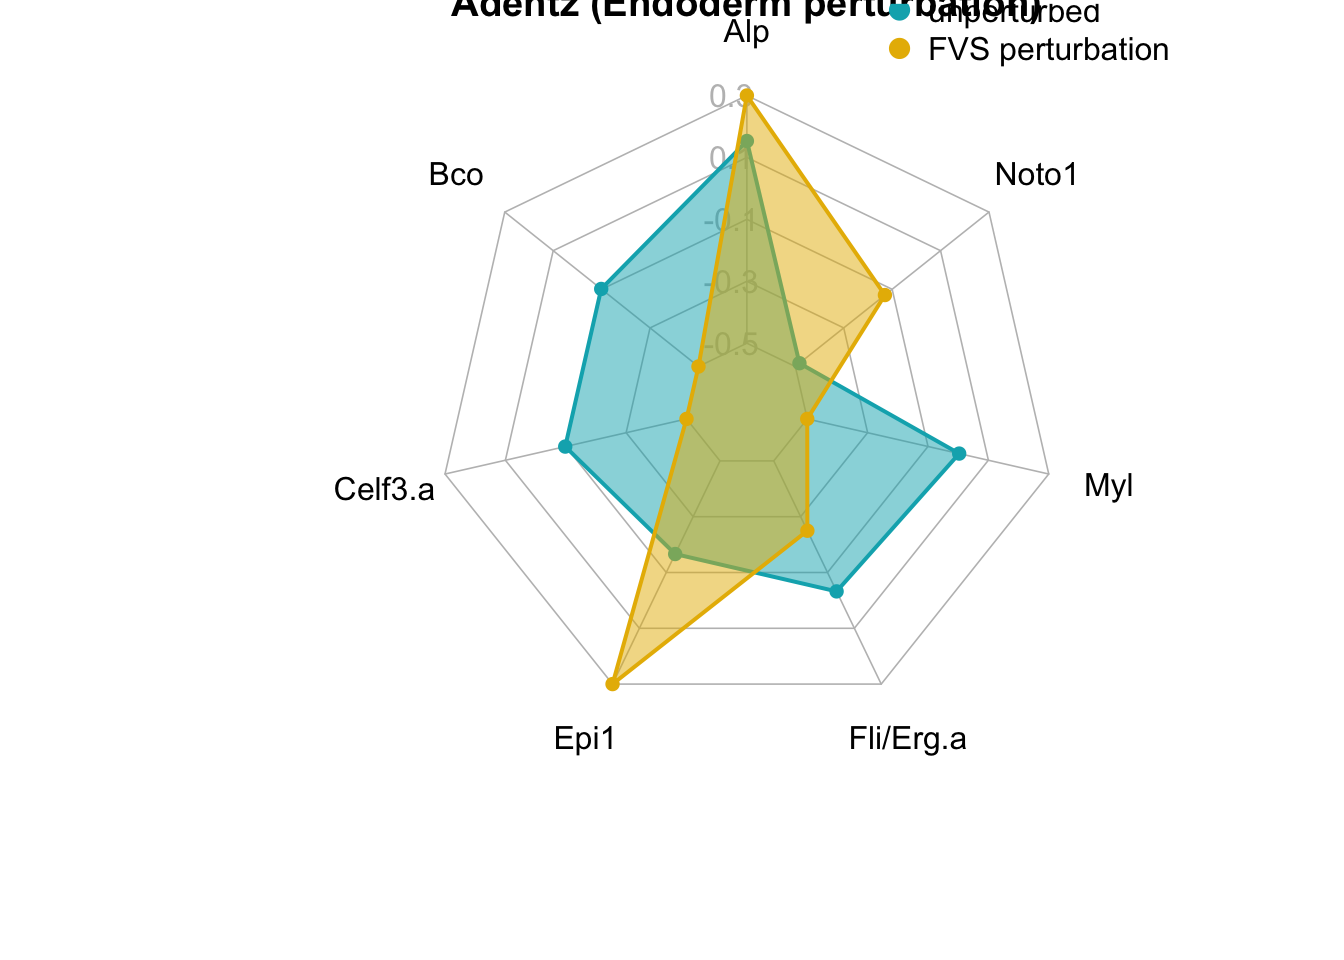 Adentz (Endoderm perturbation)
unperturbed
FVS perturbation
Alp
0.3
0.1
-0.1
-0.3
-0.5
Bco
Noto1
Celf3.a
Myl
Epi1
Fli/Erg.a